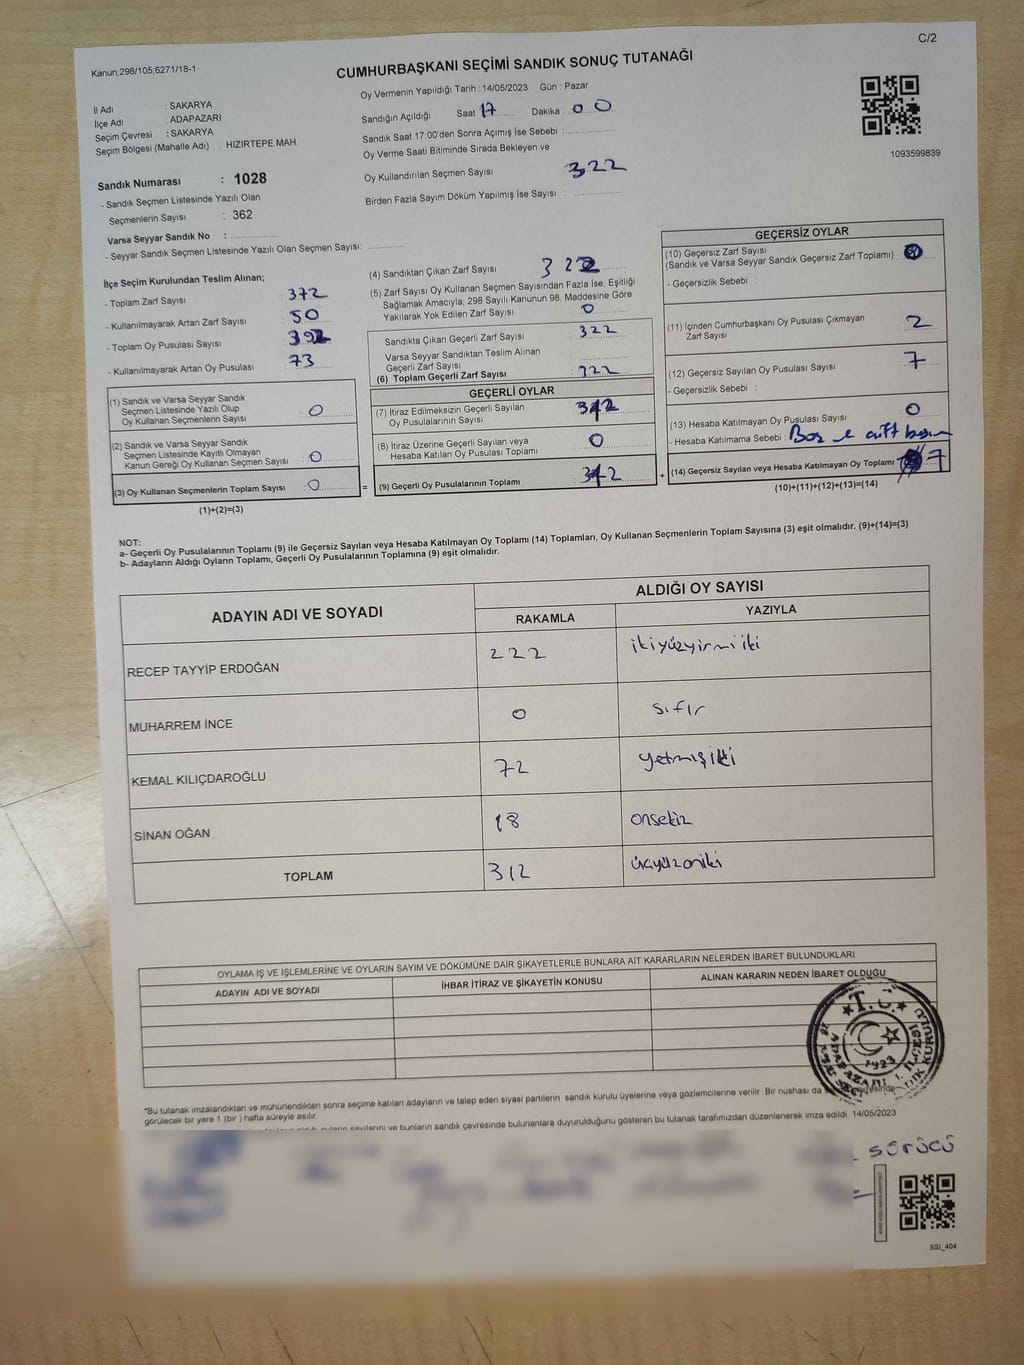 C/2
Kanun;298/105;6271/18-1
CUMHURBAŞKANI SEÇİMİ SANDIK SONUÇ TUTANAĞI
İl Adı : SAKARYA
İlçe Adı : ADAPAZARI
Seçim Çevresi : SAKARYA
Seçim Bölgesi (Mahalle Adı) : HIZIRTEPE MAH.
Sandık Numarası : 1028
- Sandık Seçmen Listesinde Yazılı Olan
Seçmenlerin Sayısı : 362
Varsa Seyyar Sandık No :
- Seyyar Sandık Seçmen Listesinde Yazılı Olan Seçmen Sayısı:
Oy Vermenin Yapıldığı Tarih : 14/05/2023 Gün : Pazar
Sandığın Açıldığı Saat 17 Dakika 00
Sandık Saat 17:00'den Sonra Açımış İse Sebebi :
Oy Verme Saati Bitiminde Sırada Bekleyen ve
Oy Kullandırılan Seçmen Sayısı 322
Birden Fazla Sayım Döküm Yapılmış İse Sayısı :
1093599839
İlçe Seçim Kurulundan Teslim Alınan;
- Toplam Zarf Sayısı : 372
- Kullanılmayarak Artan Zarf Sayısı : 50
- Toplam Oy Pusulası Sayısı : 392
- Kullanılmayarak Artan Oy Pusulası : 73
(1) Sandık ve Varsa Seyyar Sandık
Seçmen Listesinde Yazılı Olup
Oy Kullanan Seçmenlerin Sayısı : 0
(2) Sandık ve Varsa Seyyar Sandık
Seçmen Listesinde Kayıtlı Olmayan
Kanun Gereği Oy Kullanan Seçmen Sayısı : 0
(3) Oy Kullanan Seçmenlerin Toplam Sayısı : 0
(1)+(2)=(3)
(4) Sandıktan Çıkan Zarf Sayısı 322
(5) Zarf Sayısı Oy Kullanan Seçmen Sayısından Fazla İse, Eşitliği
Sağlamak Amacıyla; 298 Sayılı Kanunun 98. Maddesine Göre
Yakılarak Yok Edilen Zarf Sayısı : 0
Sandıkta Çıkan Geçerli Zarf Sayısı : 322
Varsa Seyyar Sandıktan Teslim Alınan
Geçerli Zarf Sayısı :
(6) Toplam Geçerli Zarf Sayısı : 322
GEÇERLİ OYLAR
(7) İtiraz Edilmeksizin Geçerli Sayılan
Oy Pusulalarının Sayısı : 312
(8) İtiraz Üzerine Geçerli Sayılan veya
Hesaba Katılan Oy Pusulası Toplamı : 0
(9) Geçerli Oy Pusulalarının Toplamı : 312
GEÇERSİZ OYLAR
(10) Geçersiz Zarf Sayısı
(Sandık ve Varsa Seyyar Sandık Geçersiz Zarf Toplamı) :
- Geçersizlik Sebebi :
(11) İçinden Cumhurbaşkanı Oy Pusulası Çıkmayan
Zarf Sayısı : 2
(12) Geçersiz Sayılan Oy Pusulası Sayısı : 7
- Geçersizlik Sebebi :
(13) Hesaba Katılmayan Oy Pusulası Sayısı : 0
- Hesaba Katılmama Sebebi : Boş
(14) Geçersiz Sayılan veya Hesaba Katılmayan Oy Toplamı 7
(10)+(11)+(12)+(13)=(14)
NOT:
a- Geçerli Oy Pusulalarının Toplamı (9) ile Geçersiz Sayılan veya Hesaba Katılmayan Oy Toplamı (14) Toplamları, Oy Kullanan Seçmenlerin Toplam Sayısına (3) eşit olmalıdır. (9)+(14)=(3)
b- Adayların Aldığı Oyların Toplamı, Geçerli Oy Pusulalarının Toplamına (9) eşit olmalıdır.
ADAYIN ADI VE SOYADI
ALDIĞI OY SAYISI
RAKAMLA YAZIYLA
RECEP TAYYİP ERDOĞAN 222 ikiyüzyirmiiki
MUHARREM İNCE 0 sıfır
KEMAL KILIÇDAROĞLU 72 yetmişiki
SİNAN OĞAN 18 onsekiz
TOPLAM 312 üçyüzoniki
OYLAMA İŞ VE İŞLEMLERİNE VE OYLARIN SAYIM VE DÖKÜMÜNE DAİR ŞİKAYETLERLE BUNLARA AİT KARARLARIN NELERDEN İBARET BULUNDUKLARI
ADAYIN ADI VE SOYADI İHBAR İTİRAZ VE ŞİKAYETİN KONUSU ALINAN KARARIN NEDEN İBARET OLDUĞU
T.C.
1923
ADAPAZARI 1. İLÇESİ
*Bu tutanak imzalandıktan ve mühürlendikten sonra seçime katılan adayların ve talep eden siyasi partilerin sandık kurulu üyelerine veya gözlemcilerine verilir. Bir nüshası da
görülecek bir yere 1 (bir) hafta süreyle asılır.
sayılarını ve bunların sandık çevresinde bulunanlara duyurulduğunu gösteren bu tutanak tarafımızdan düzenlenerek imza edildi. 14/05/2023
sürücü
SSI_404